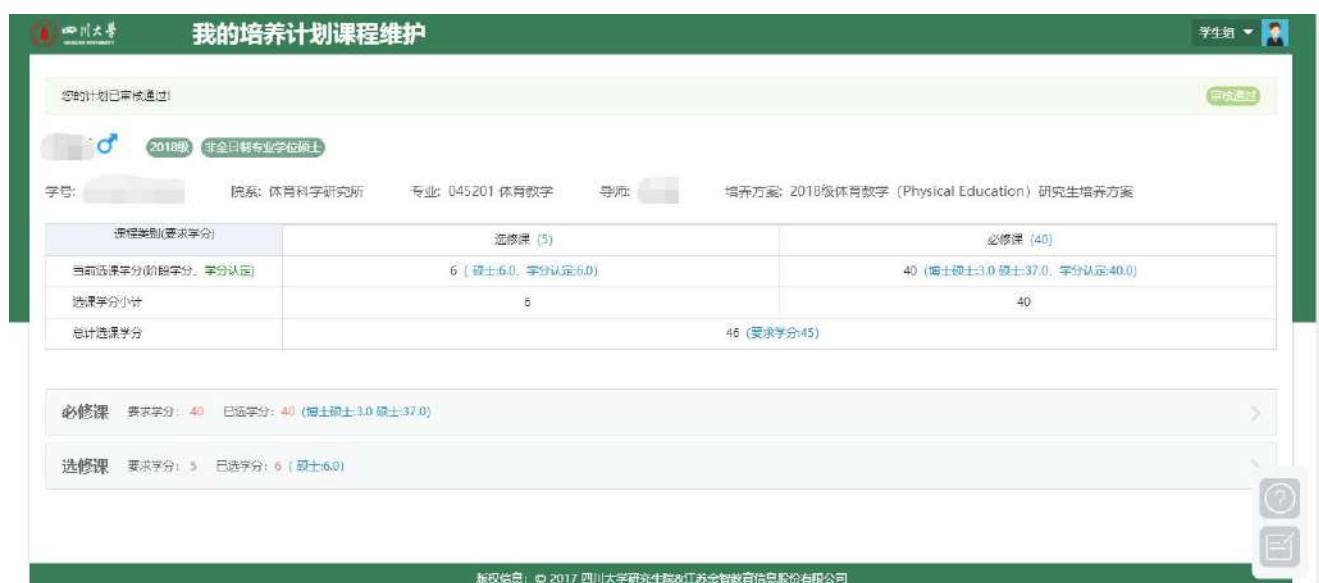 四川大学 我的培养计划课程维护 学生组
您的计划已审核通过! 审核通过
2018级 非全日制专业学位硕士
学号: 院系: 体育科学研究所 专业: 045201 体育教学 导师: 培养方案: 2018级体育教学（Physical Education）研究生培养方案
课程类别(要求学分) 选修课 (5) 必修课 (40)
当前选课学分(阶段学分, 学分认定) 6 ( 硕士:6.0, 学分认定:6.0) 40 (博士硕士:3.0 硕士:37.0, 学分认定:40.0)
选课学分小计 6 40
总计选课学分 46 (要求学分:45)
必修课 要求学分: 40 已选学分: 40 (博士硕士:3.0 硕士:37.0)
选修课 要求学分: 5 已选学分: 6 ( 硕士:6.0)
版权信息: © 2017 四川大学研究生院&江苏金智教育信息股份有限公司